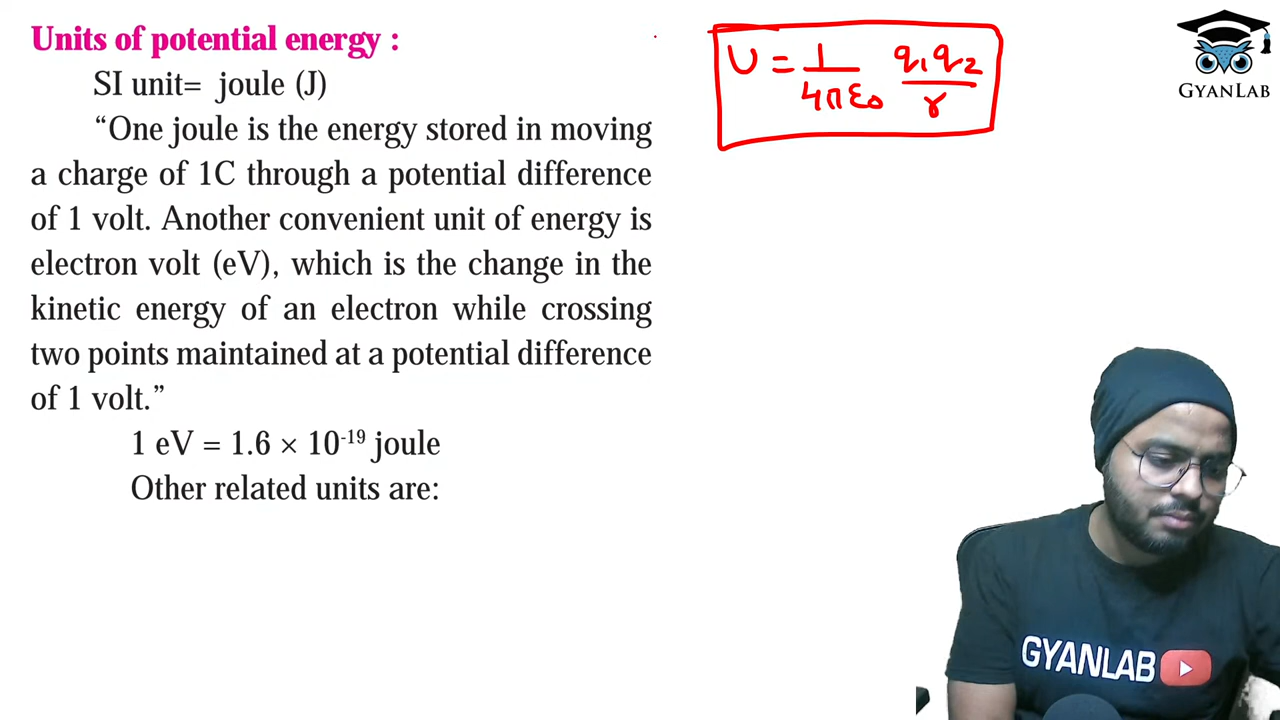 Units of potential energy :
SI unit= joule (J)
“One joule is the energy stored in moving
a charge of 1C through a potential difference
of 1 volt. Another convenient unit of energy is
electron volt (eV), which is the change in the
kinetic energy of an electron while crossing
two points maintained at a potential difference
of 1 volt.”
1 eV = 1.6 × 10⁻¹⁹ joule
Other related units are:
U = 1/4πε₀ q₁q₂/r
GYANLAB
GYANLAB